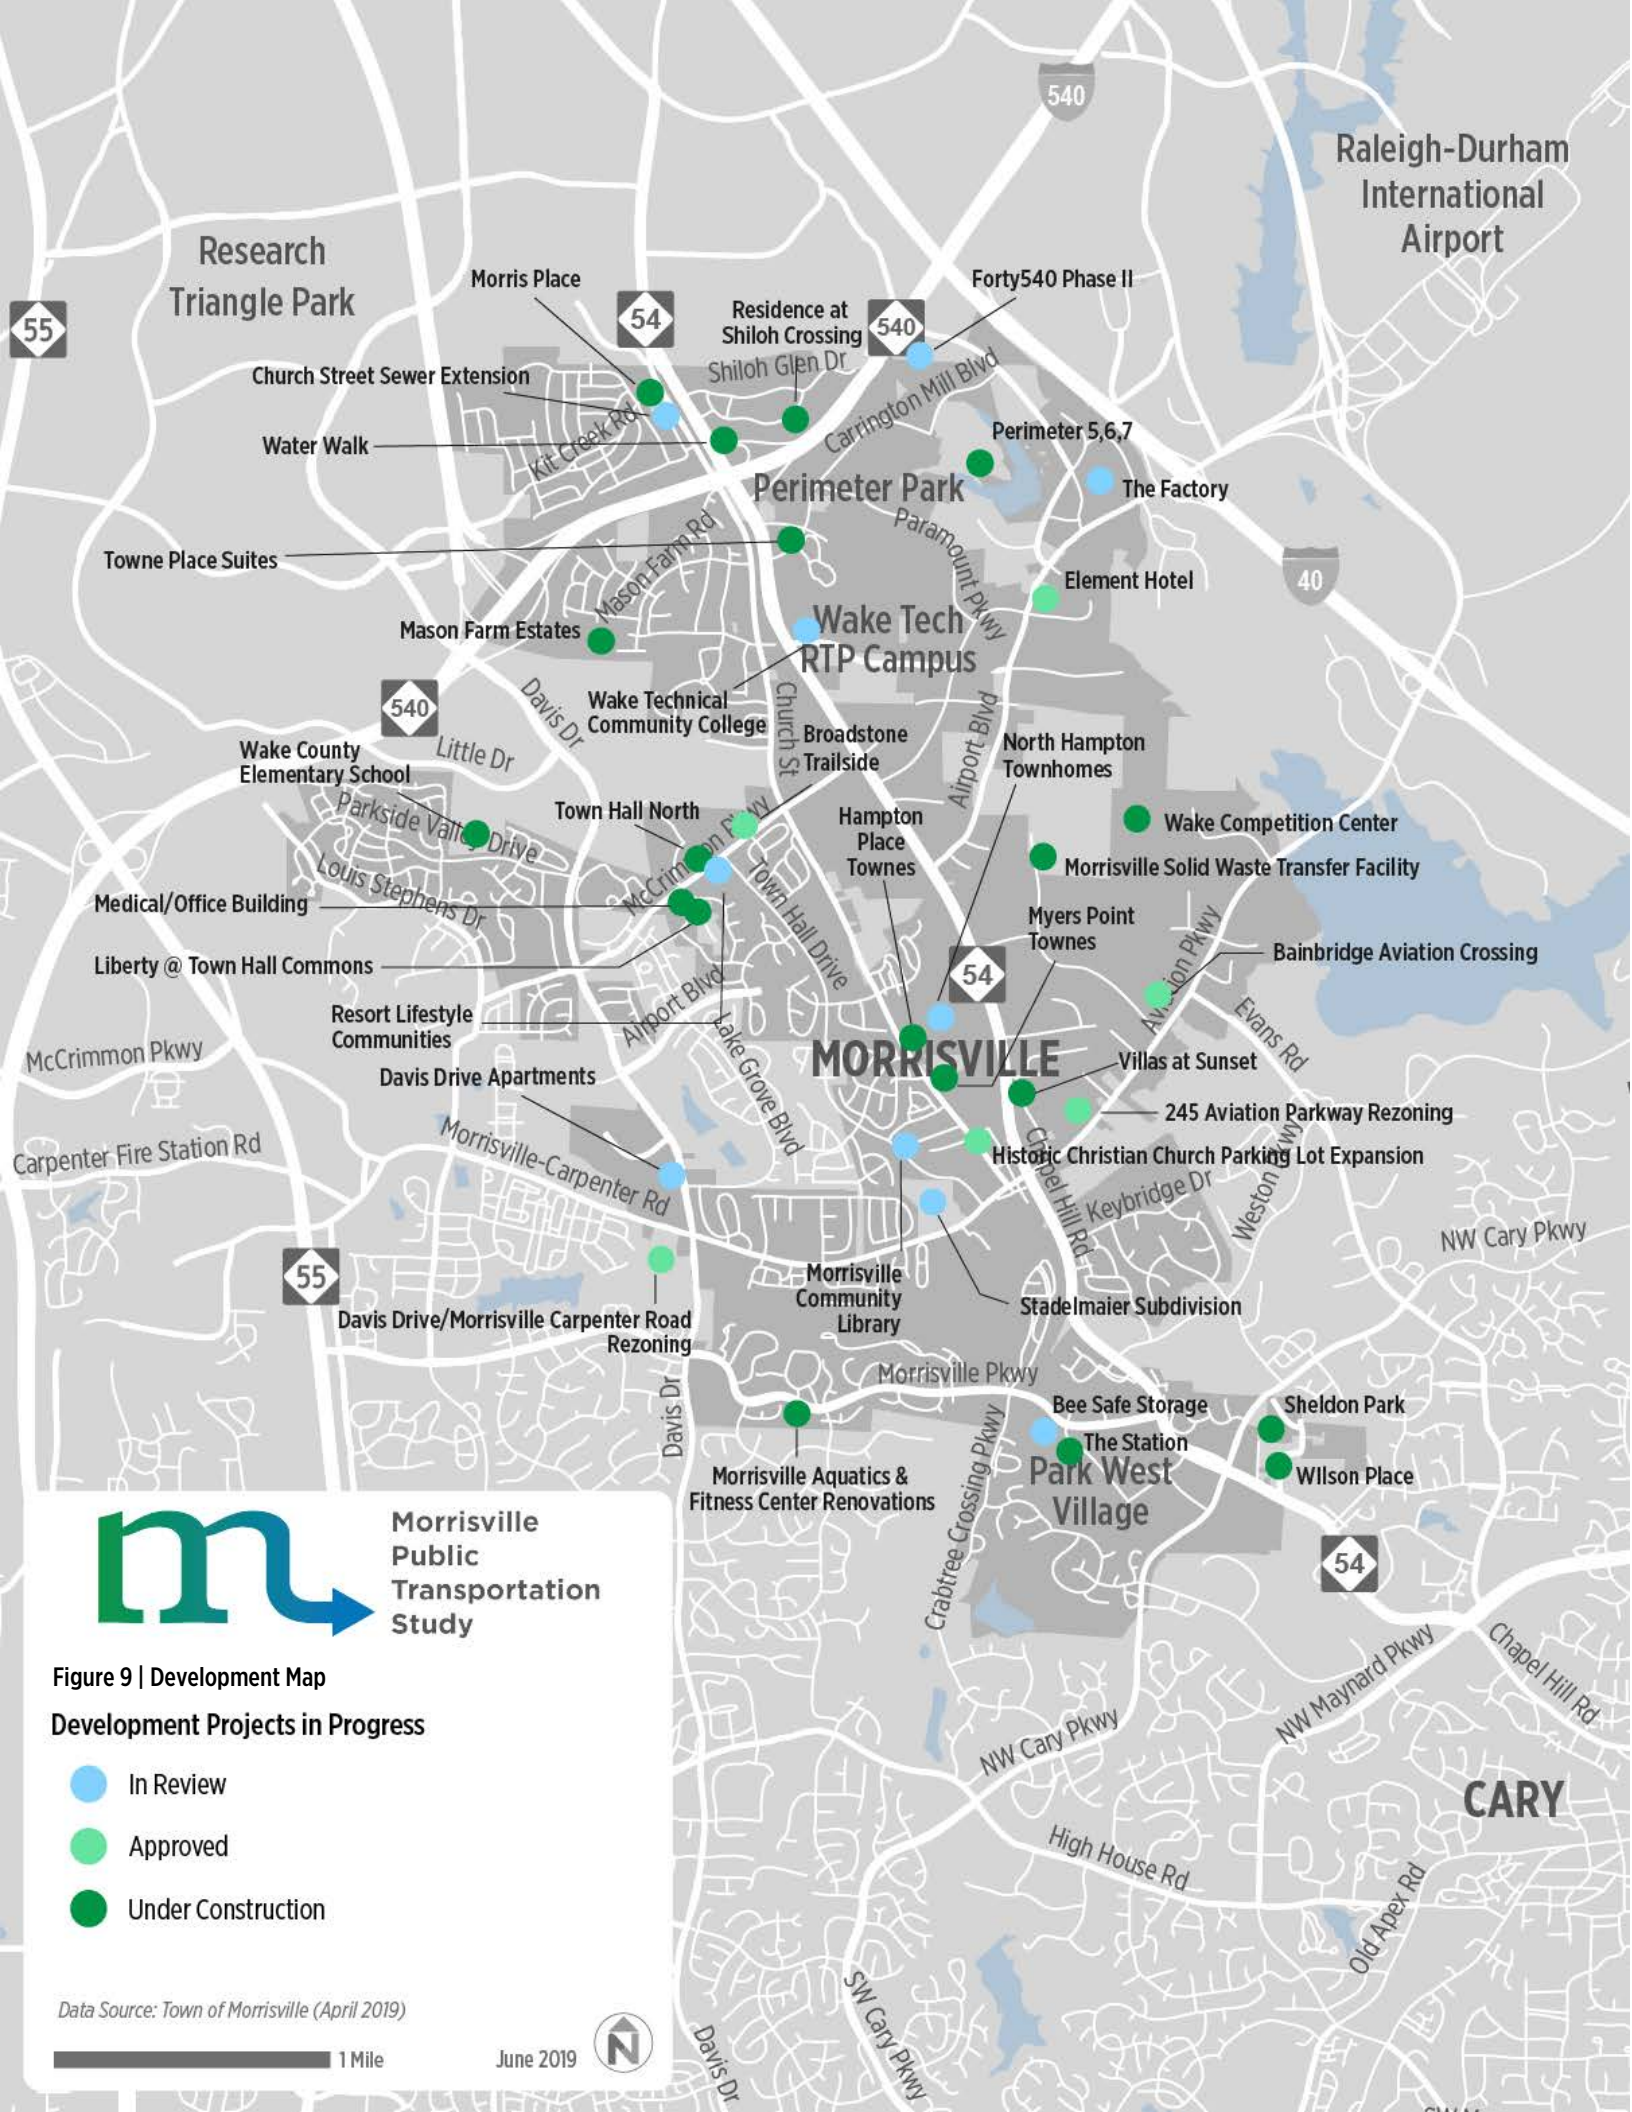 540
Raleigh-Durham
International
Airport
Research
Triangle Park
55
Morris Place
54
Residence at
Shiloh Crossing
540
Forty540 Phase II
Shiloh Glen Dr
Carrington Mill Blvd
Church Street Sewer Extension
Kit Creek Rd
Water Walk
Perimeter 5,6,7
Perimeter Park
The Factory
Paramount Pkwy
Towne Place Suites
Mason Farm Rd
Element Hotel
40
Mason Farm Estates
Wake Tech
RTP Campus
540
Davis Dr
Wake Technical
Community College
Church St
Broadstone
Trailside
Airport Blvd
North Hampton
Townhomes
Wake County
Elementary School
Little Dr
Parkside Valley Drive
Town Hall North
McCrimmon Pkwy
Hampton
Place
Townes
Wake Competition Center
Morrisville Solid Waste Transfer Facility
Louis Stephens Dr
Town Hall Drive
Medical/Office Building
Myers Point
Townes
Aviation Pkwy
Bainbridge Aviation Crossing
Liberty @ Town Hall Commons
54
Airport Blvd
Resort Lifestyle
Communities
Lake Grove Blvd
Evans Rd
McCrimmon Pkwy
MORRISVILLE
Villas at Sunset
Davis Drive Apartments
245 Aviation Parkway Rezoning
Carpenter Fire Station Rd
Morrisville-Carpenter Rd
Historic Christian Church Parking Lot Expansion
Chapel Hill Rd
Keybridge Dr
Weston Pkwy
NW Cary Pkwy
55
Morrisville
Community
Library
Stadelmaier Subdivision
Davis Drive/Morrisville Carpenter Road
Rezoning
Morrisville Pkwy
Davis Dr
Bee Safe Storage
Sheldon Park
The Station
Park West
Village
WIlson Place
Morrisville Aquatics &
Fitness Center Renovations
Crabtree Crossing Pkwy
54
Morrisville
Public
Transportation
Study
NW Maynard Pkwy
Chapel Hill Rd
NW Cary Pkwy
CARY
High House Rd
Old Apex Rd
SW Cary Pkwy
Davis Dr
Figure 9 | Development Map
Development Projects in Progress
In Review
Approved
Under Construction
Data Source: Town of Morrisville (April 2019)
1 Mile
June 2019
N